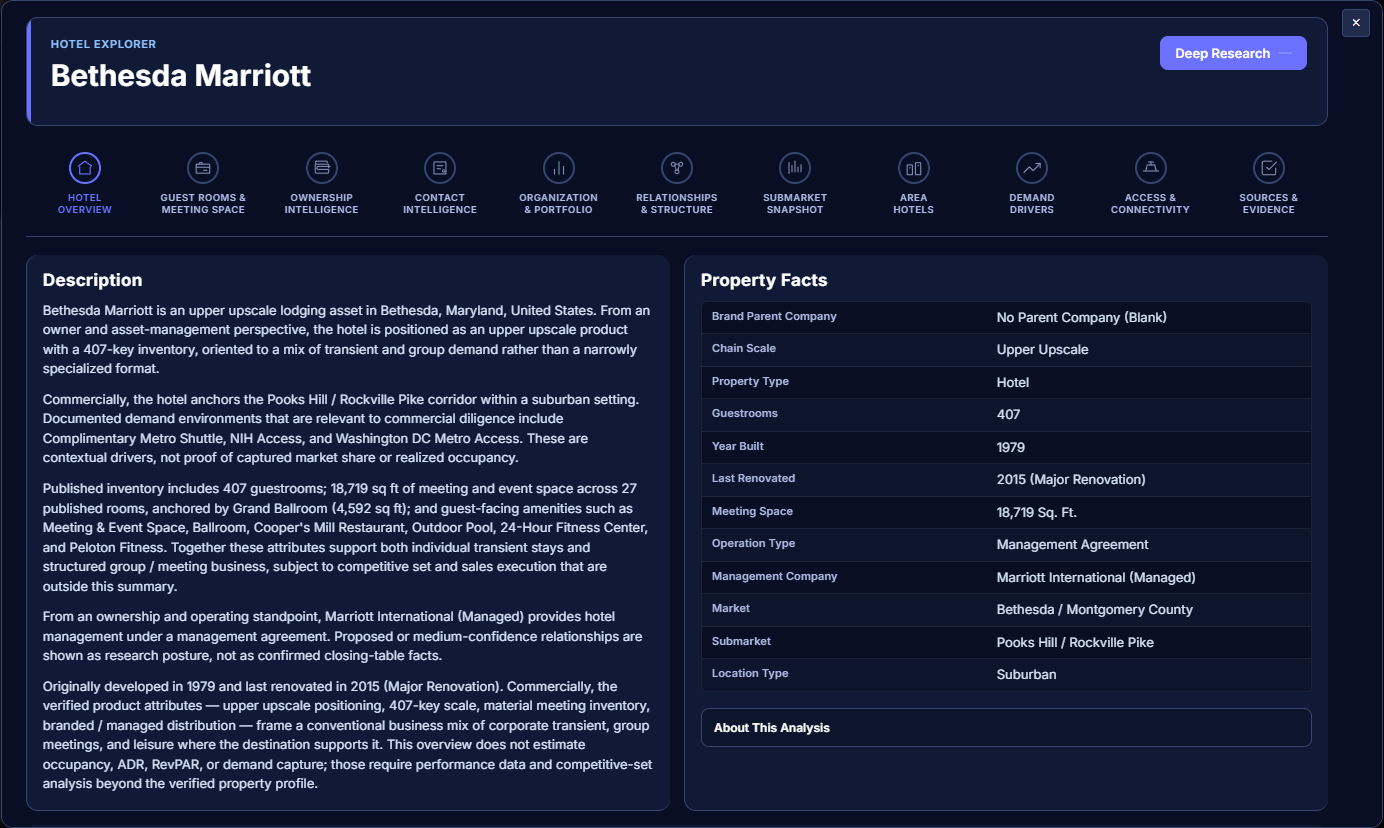 ×
HOTEL EXPLORER
Bethesda Marriott
Deep Research —
HOTEL
OVERVIEW
GUEST ROOMS &
MEETING SPACE
OWNERSHIP
INTELLIGENCE
CONTACT
INTELLIGENCE
ORGANIZATION
& PORTFOLIO
RELATIONSHIPS
& STRUCTURE
SUBMARKET
SNAPSHOT
AREA
HOTELS
DEMAND
DRIVERS
ACCESS &
CONNECTIVITY
SOURCES &
EVIDENCE
Description
Bethesda Marriott is an upper upscale lodging asset in Bethesda, Maryland, United States. From an
owner and asset-management perspective, the hotel is positioned as an upper upscale product
with a 407-key inventory, oriented to a mix of transient and group demand rather than a narrowly
specialized format.
Commercially, the hotel anchors the Pooks Hill / Rockville Pike corridor within a suburban setting.
Documented demand environments that are relevant to commercial diligence include
Complimentary Metro Shuttle, NIH Access, and Washington DC Metro Access. These are
contextual drivers, not proof of captured market share or realized occupancy.
Published inventory includes 407 guestrooms; 18,719 sq ft of meeting and event space across 27
published rooms, anchored by Grand Ballroom (4,592 sq ft); and guest-facing amenities such as
Meeting & Event Space, Ballroom, Cooper's Mill Restaurant, Outdoor Pool, 24-Hour Fitness Center,
and Peloton Fitness. Together these attributes support both individual transient stays and
structured group / meeting business, subject to competitive set and sales execution that are
outside this summary.
From an ownership and operating standpoint, Marriott International (Managed) provides hotel
management under a management agreement. Proposed or medium-confidence relationships are
shown as research posture, not as confirmed closing-table facts.
Originally developed in 1979 and last renovated in 2015 (Major Renovation). Commercially, the
verified product attributes — upper upscale positioning, 407-key scale, material meeting inventory,
branded / managed distribution — frame a conventional business mix of corporate transient, group
meetings, and leisure where the destination supports it. This overview does not estimate
occupancy, ADR, RevPAR, or demand capture; those require performance data and competitive-set
analysis beyond the verified property profile.
Property Facts
Brand Parent Company No Parent Company (Blank)
Chain Scale Upper Upscale
Property Type Hotel
Guestrooms 407
Year Built 1979
Last Renovated 2015 (Major Renovation)
Meeting Space 18,719 Sq. Ft.
Operation Type Management Agreement
Management Company Marriott International (Managed)
Market Bethesda / Montgomery County
Submarket Pooks Hill / Rockville Pike
Location Type Suburban
About This Analysis